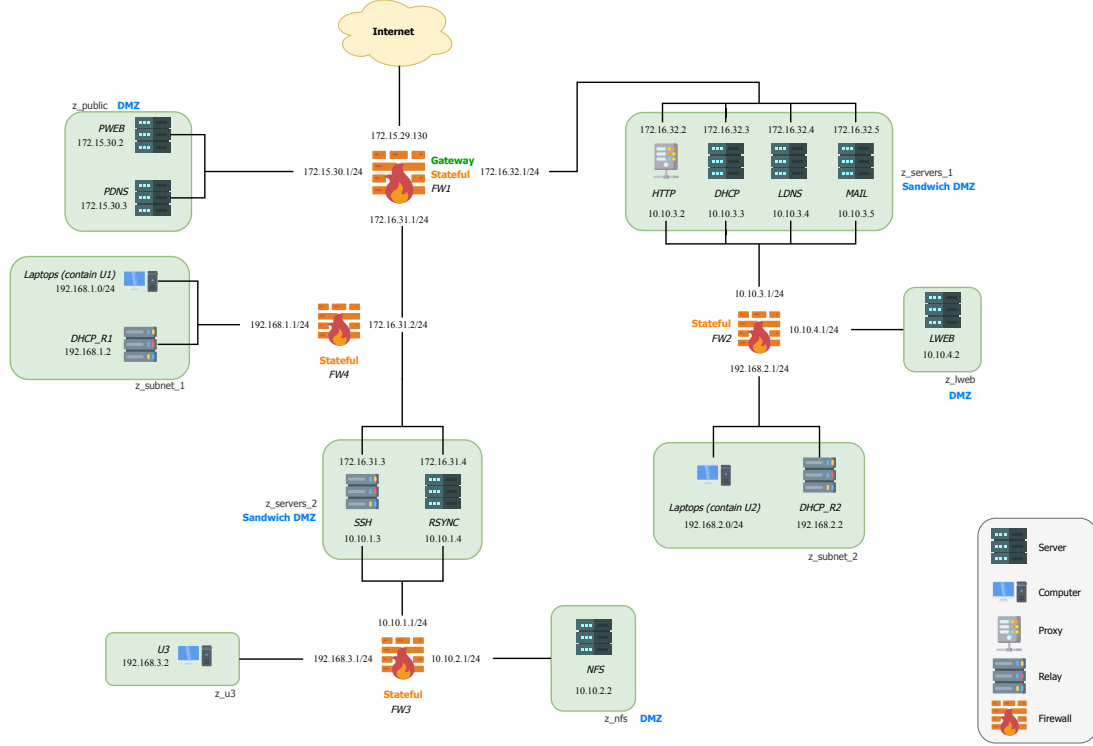 Internet
z_public DMZ
PWEB
172.15.30.2
PDNS
172.15.30.3
172.15.29.130
172.15.30.1/24
Gateway
Stateful
FW1
172.16.32.1/24
172.16.31.1/24
172.16.32.2 172.16.32.3 172.16.32.4 172.16.32.5
HTTP DHCP LDNS MAIL
10.10.3.2 10.10.3.3 10.10.3.4 10.10.3.5
z_servers_1
Sandwich DMZ
Laptops (contain U1)
192.168.1.0/24
DHCP_R1
192.168.1.2
z_subnet_1
192.168.1.1/24
172.16.31.2/24
Stateful
FW4
10.10.3.1/24
Stateful
FW2
10.10.4.1/24
192.168.2.1/24
LWEB
10.10.4.2
z_lweb
DMZ
172.16.31.3 172.16.31.4
z_servers_2
Sandwich DMZ
SSH RSYNC
10.10.1.3 10.10.1.4
Laptops (contain U2) DHCP_R2
192.168.2.0/24 192.168.2.2
z_subnet_2
10.10.1.1/24
U3
192.168.3.2
z_u3
192.168.3.1/24
10.10.2.1/24
Stateful
FW3
NFS
10.10.2.2
z_nfs DMZ
Server
Computer
Proxy
Relay
Firewall